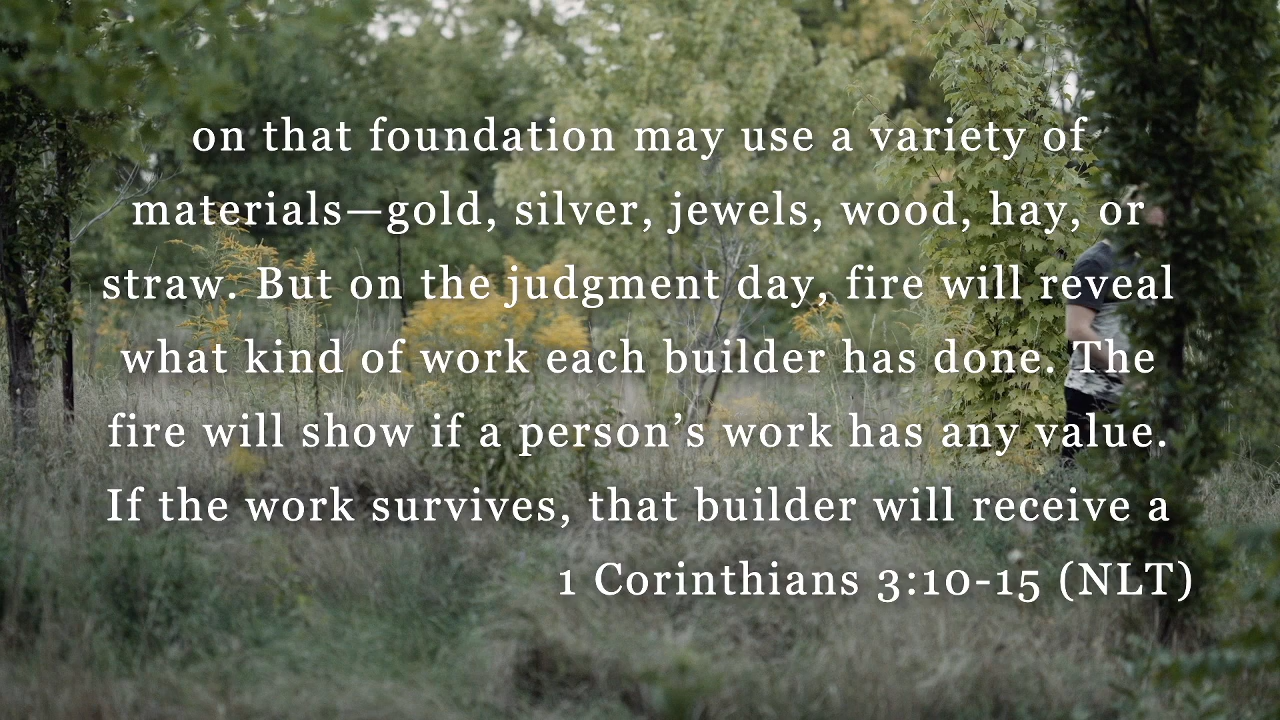 on that foundation may use a variety of
materials—gold, silver, jewels, wood, hay, or
straw. But on the judgment day, fire will reveal
what kind of work each builder has done. The
fire will show if a person’s work has any value.
If the work survives, that builder will receive a
1 Corinthians 3:10-15 (NLT)